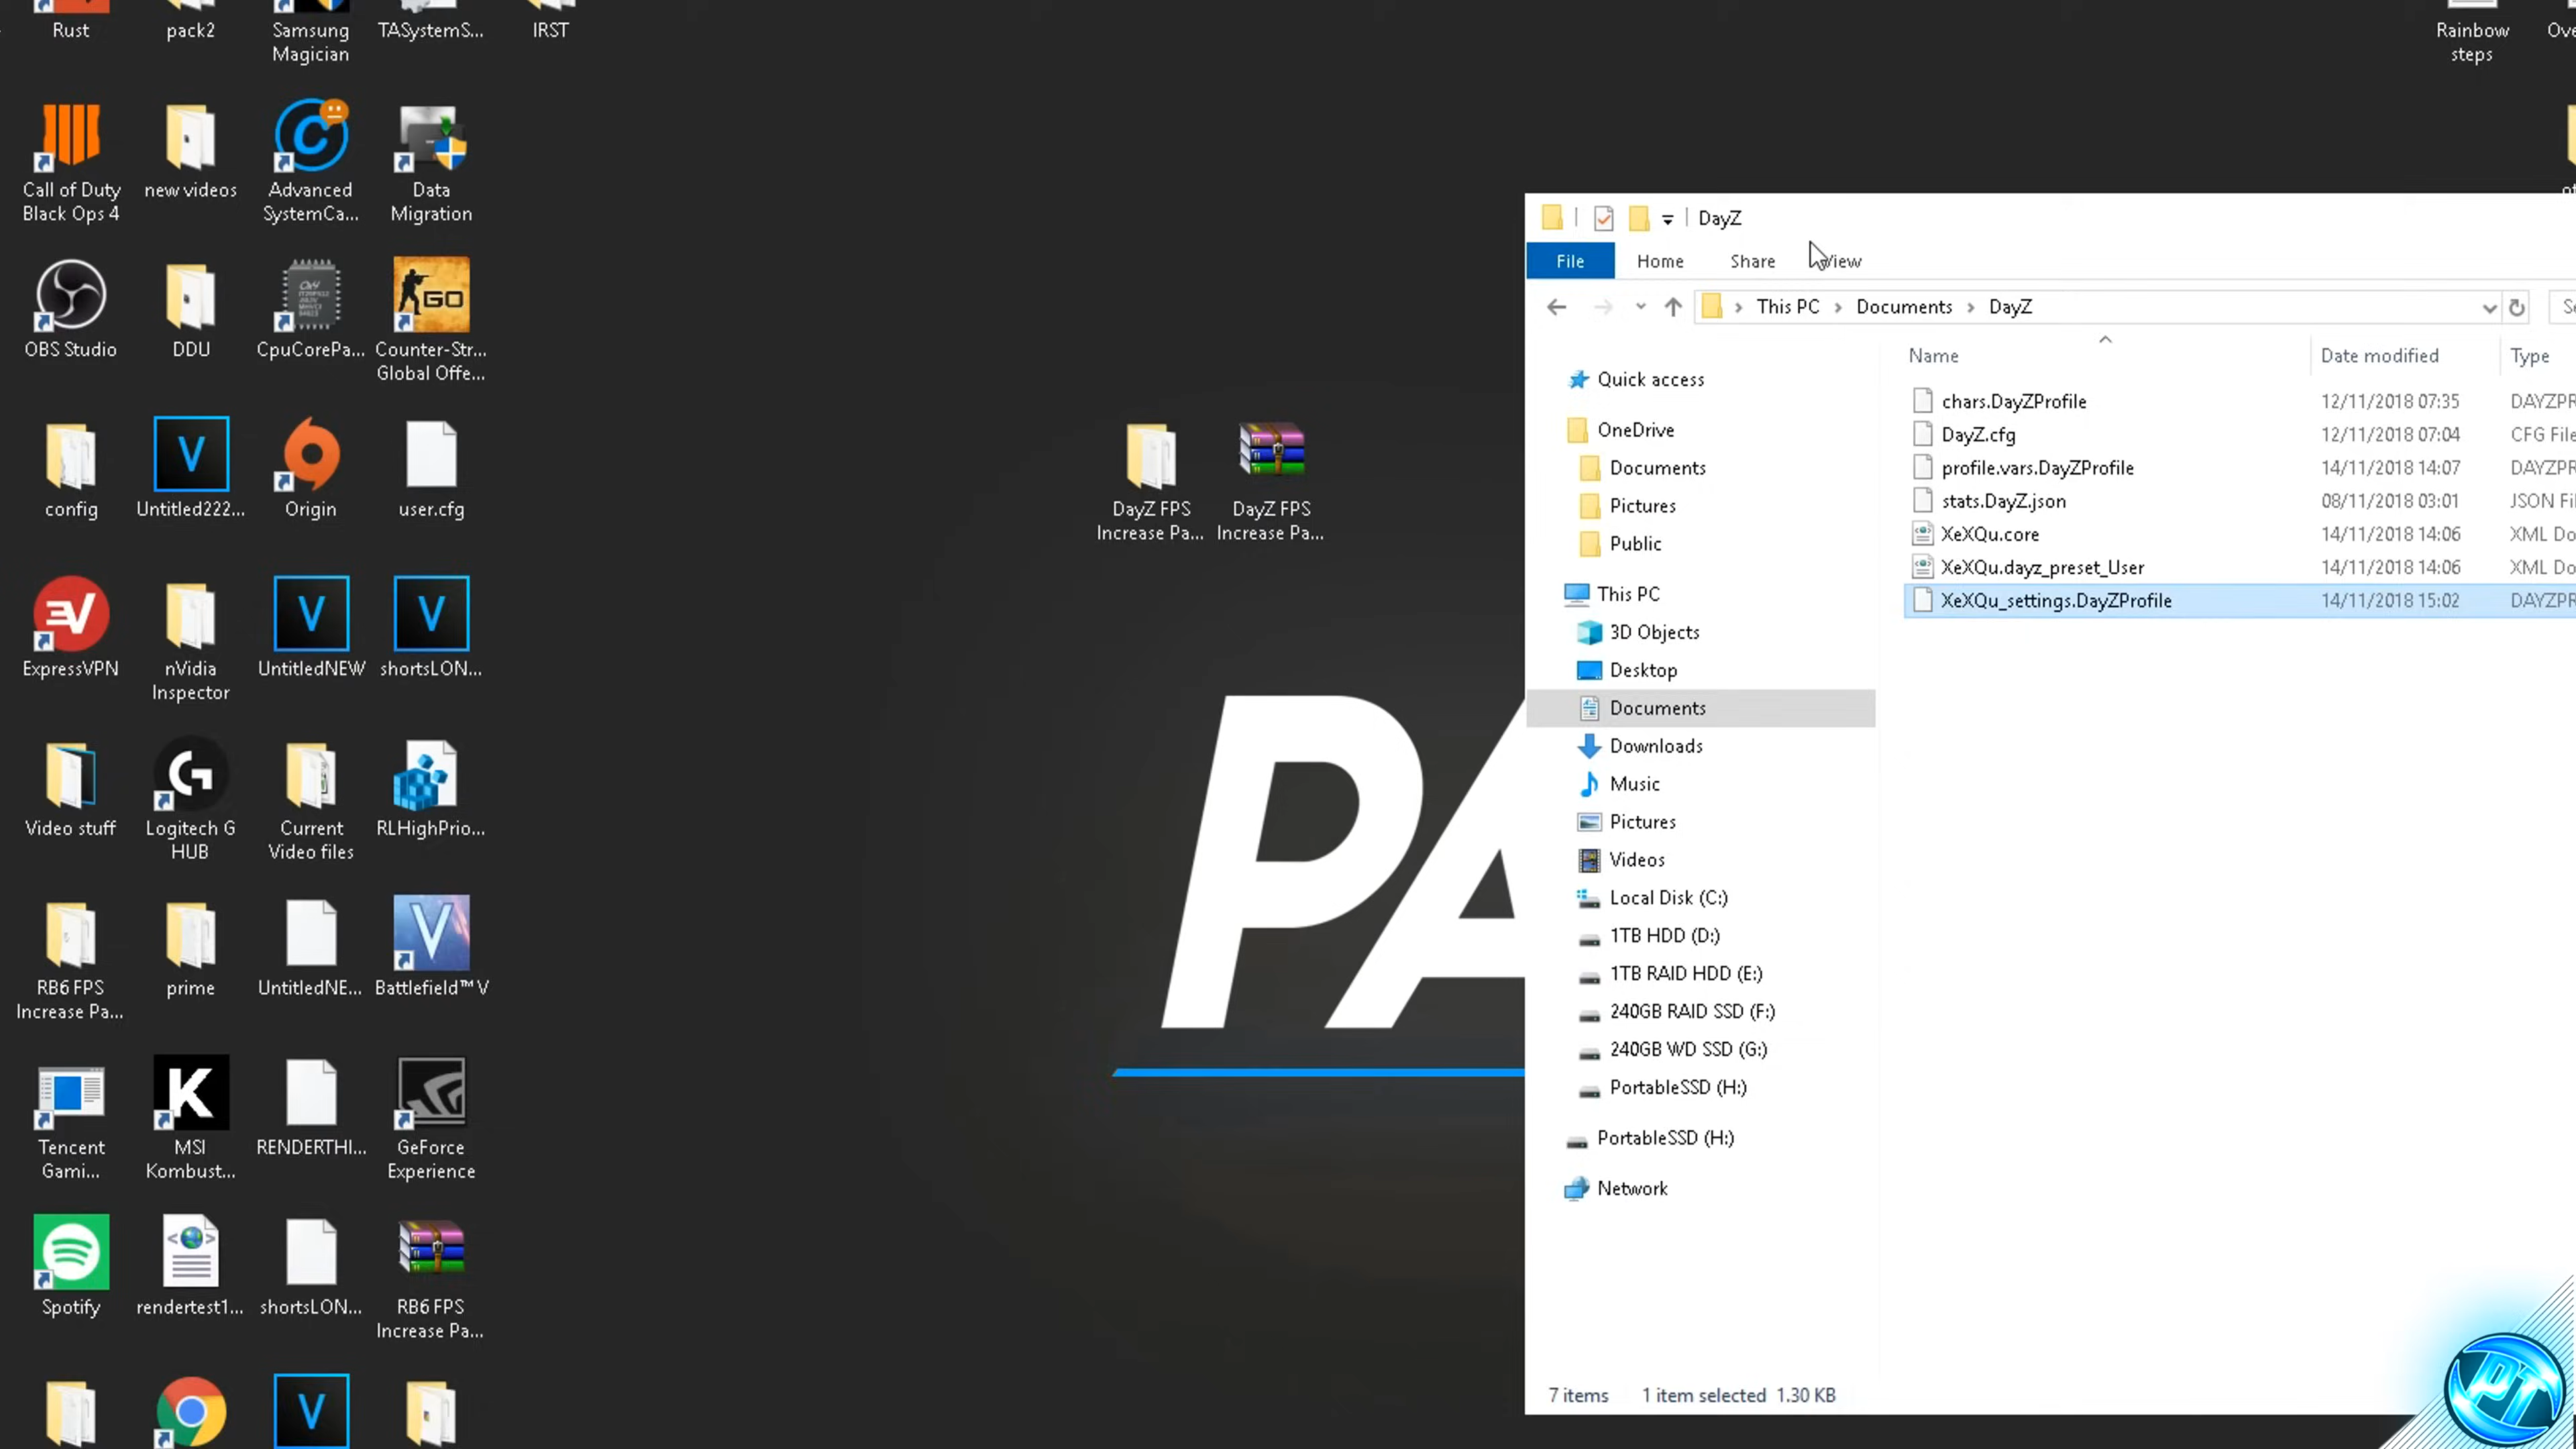 Rust
pack2
Samsung
Magician
TASystemS...
IRST
Rainbow
steps
Call of Duty
Black Ops 4
new videos
Advanced
SystemCa...
Data
Migration
OBS Studio
DDU
CpuCorePa...
Counter-Str...
Global Offe...
GO
config
Untitled222...
Origin
user.cfg
ExpressVPN
nVidia
Inspector
UntitledNEW
shortsLON...
Video stuff
Logitech G
HUB
Current
Video files
RLHighPrio...
RB6 FPS
Increase Pa...
prime
UntitledNE...
Battlefield™ V
Tencent
Gami...
MSI
Kombust...
RENDERTHI...
GeForce
Experience
Spotify
rendertest1...
shortsLON...
RB6 FPS
Increase Pa...
DayZ FPS
Increase Pa...
DayZ FPS
Increase Pa...
PA
DayZ
File Home Share View
This PC > Documents > DayZ
Quick access
OneDrive
Documents
Pictures
Public
This PC
3D Objects
Desktop
Documents
Downloads
Music
Pictures
Videos
Local Disk (C:)
1TB HDD (D:)
1TB RAID HDD (E:)
240GB RAID SSD (F:)
240GB WD SSD (G:)
PortableSSD (H:)
PortableSSD (H:)
Network
Name Date modified Type
chars.DayZProfile 12/11/2018 07:35 DAYZPR
DayZ.cfg 12/11/2018 07:04 CFG File
profile.vars.DayZProfile 14/11/2018 14:07 DAYZPR
stats.DayZ.json 08/11/2018 03:01 JSON Fi
XeXQu.core 14/11/2018 14:06 XML Do
XeXQu.dayz_preset_User 14/11/2018 14:06 XML Do
XeXQu_settings.DayZProfile 14/11/2018 15:02 DAYZPR
7 items 1 item selected 1.30 KB
PT